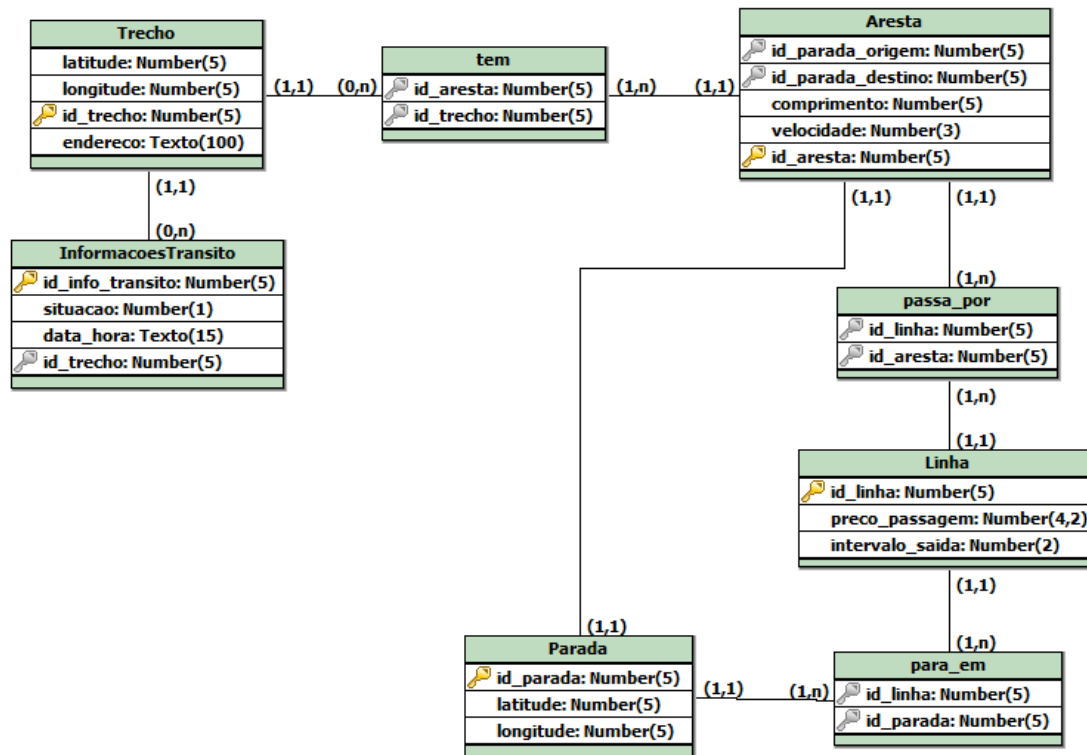 Trecho
latitude: Number(5)
longitude: Number(5)
id_trecho: Number(5)
endereco: Texto(100)
(1,1)
(0,n)
tem
id_aresta: Number(5)
id_trecho: Number(5)
(1,n)
(1,1)
Aresta
id_parada_origem: Number(5)
id_parada_destino: Number(5)
comprimento: Number(5)
velocidade: Number(3)
id_aresta: Number(5)
(1,1)
(0,n)
InformacoesTransito
id_info_transito: Number(5)
situacao: Number(1)
data_hora: Texto(15)
id_trecho: Number(5)
(1,1)
(1,1)
(1,n)
passa_por
id_linha: Number(5)
id_aresta: Number(5)
(1,n)
(1,1)
Linha
id_linha: Number(5)
preco_passagem: Number(4,2)
intervalo_saida: Number(2)
(1,1)
(1,n)
(1,1)
Parada
id_parada: Number(5)
latitude: Number(5)
longitude: Number(5)
(1,1)
(1,n)
para_em
id_linha: Number(5)
id_parada: Number(5)